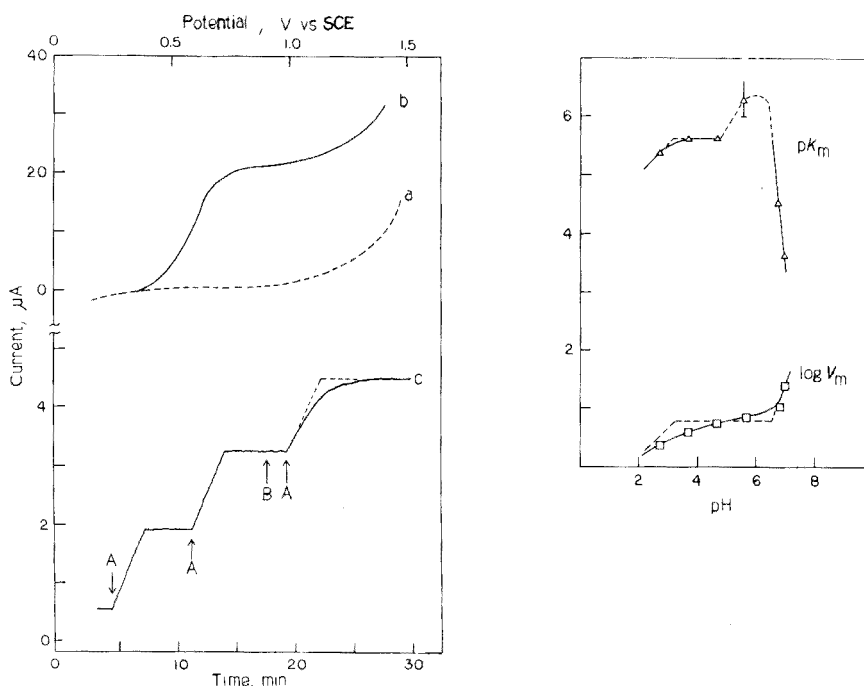 Potential , V vs SCE
0 0.5 1.0 1.5
40
20
0
Current, μA
4
2
0
b
a
c
A
A
B A
0 10 20 30
Time, min
6
4
2
pKm
log Vm
2 4 6 8
pH